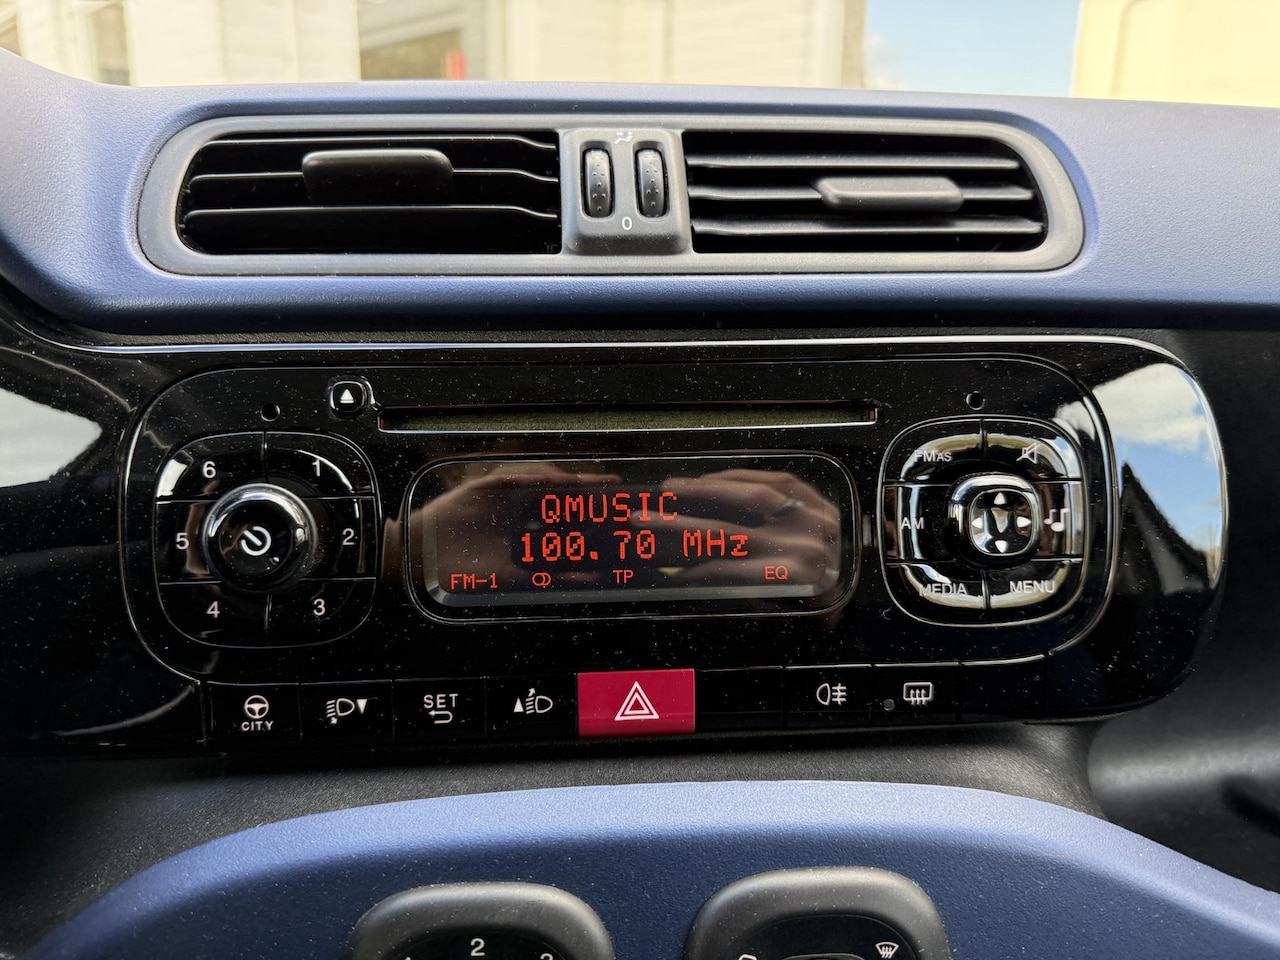 0
6
1
5
2
4
3
QMUSIC
100.70 MHz
FM-1 TP EQ
FMAS
AM
MEDIA
MENU
CITY
SET
2